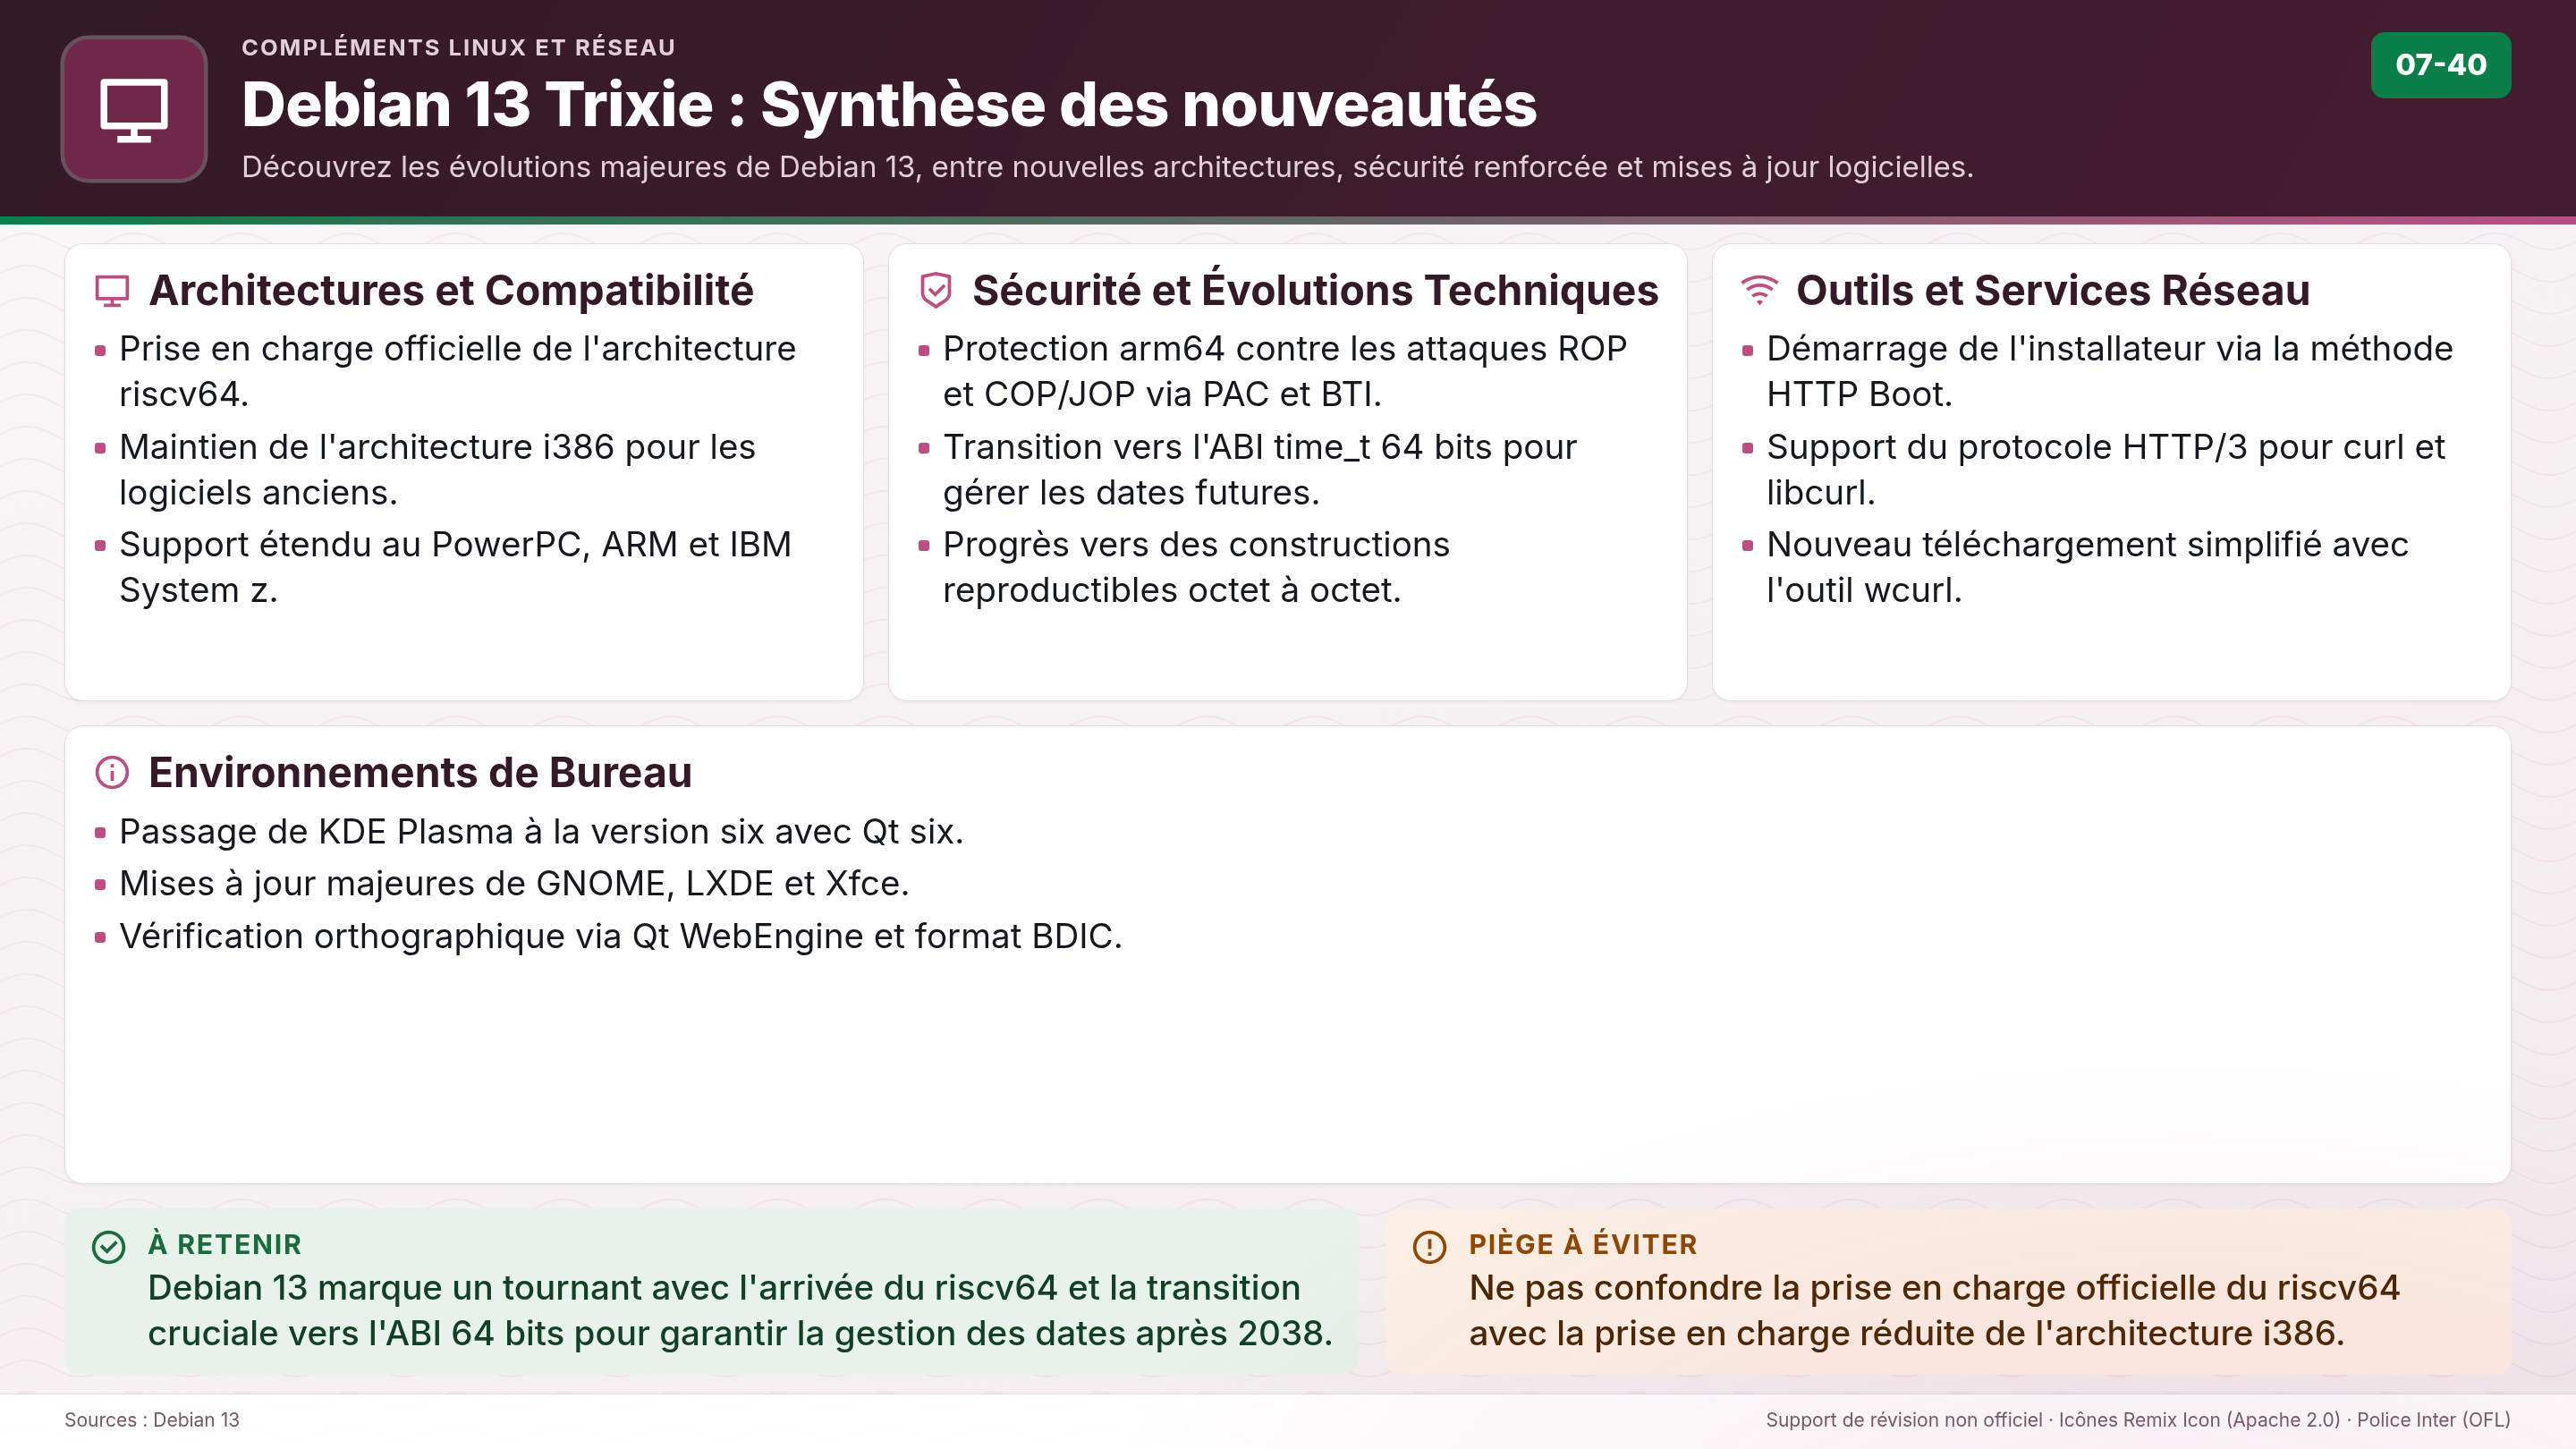 COMPLÉMENTS LINUX ET RÉSEAU
Debian 13 Trixie : Synthèse des nouveautés
Découvrez les évolutions majeures de Debian 13, entre nouvelles architectures, sécurité renforcée et mises à jour logicielles.
07-40
Architectures et Compatibilité
Prise en charge officielle de l'architecture
riscv64.
Maintien de l'architecture i386 pour les
logiciels anciens.
Support étendu au PowerPC, ARM et IBM
System z.
Sécurité et Évolutions Techniques
Protection arm64 contre les attaques ROP
et COP/JOP via PAC et BTI.
Transition vers l'ABI time_t 64 bits pour
gérer les dates futures.
Progrès vers des constructions
reproductibles octet à octet.
Outils et Services Réseau
Démarrage de l'installateur via la méthode
HTTP Boot.
Support du protocole HTTP/3 pour curl et
libcurl.
Nouveau téléchargement simplifié avec
l'outil wcurl.
Environnements de Bureau
Passage de KDE Plasma à la version six avec Qt six.
Mises à jour majeures de GNOME, LXDE et Xfce.
Vérification orthographique via Qt WebEngine et format BDIC.
À RETENIR
Debian 13 marque un tournant avec l'arrivée du riscv64 et la transition
cruciale vers l'ABI 64 bits pour garantir la gestion des dates après 2038.
PIÈGE À ÉVITER
Ne pas confondre la prise en charge officielle du riscv64
avec la prise en charge réduite de l'architecture i386.
Sources : Debian 13
Support de révision non officiel · Icônes Remix Icon (Apache 2.0) · Police Inter (OFL)